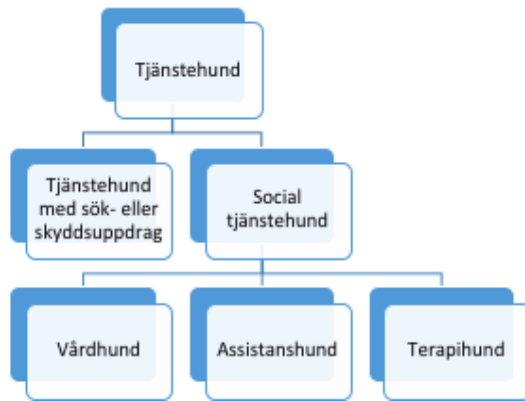 Tjänstehund
Tjänstehund
med sök- eller
skyddsuppdrag
Social
tjänstehund
Vårdhund
Assistanshund
Terapihund